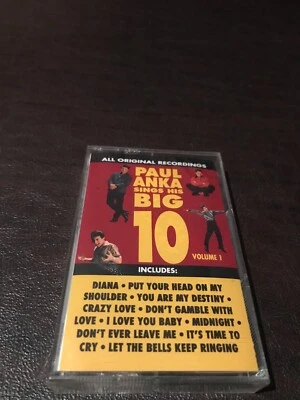 ALL ORIGINAL RECORDINGS
PAUL
ANKA
SINGS HIS
BIG
10
VOLUME 1
INCLUDES:
DIANA • PUT YOUR HEAD ON MY
SHOULDER • YOU ARE MY DESTINY •
CRAZY LOVE • DON'T GAMBLE WITH
LOVE • I LOVE YOU BABY • MIDNIGHT •
DON'T EVER LEAVE ME • IT'S TIME TO
CRY • LET THE BELLS KEEP RINGING